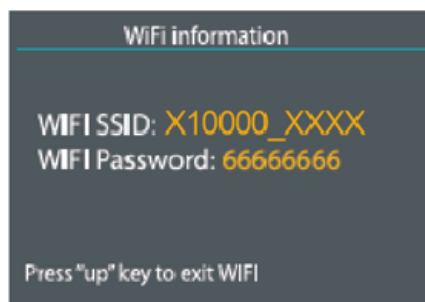 WiFi information
WIFI SSID: X10000_XXXX
WIFI Password: 66666666
Press "up" key to exit WIFI